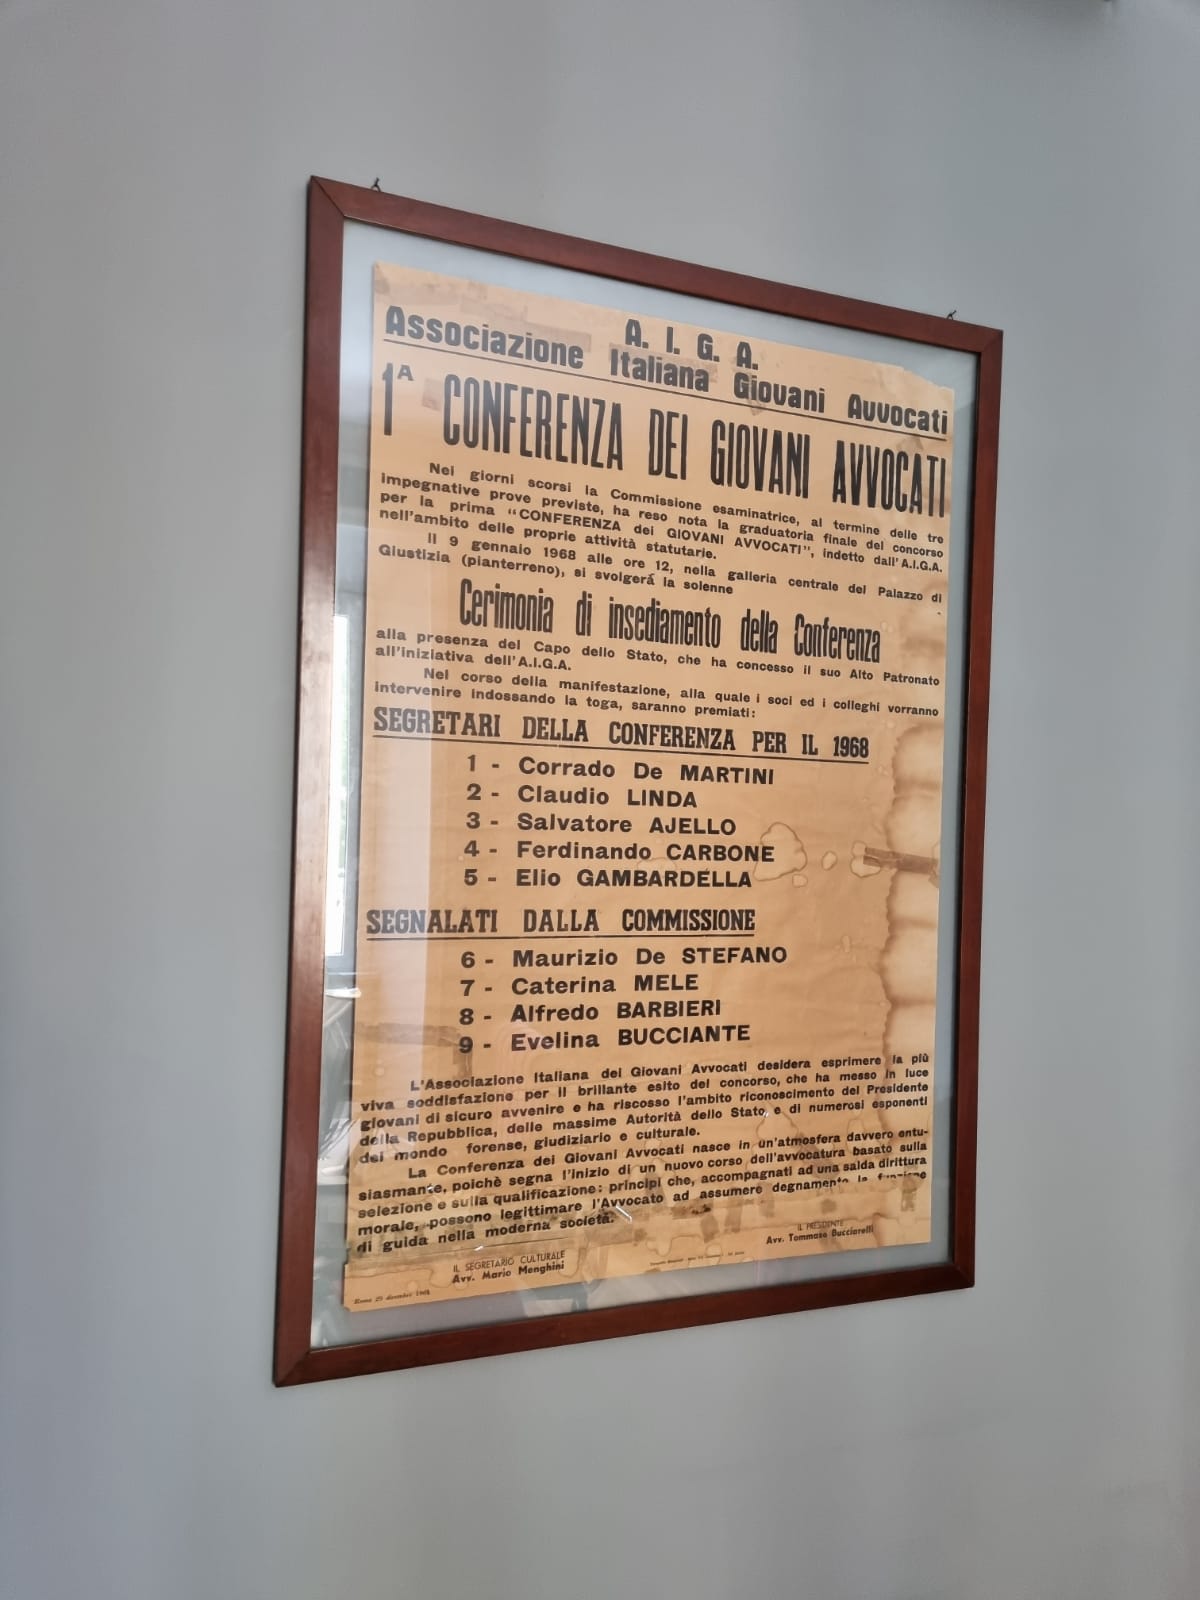 A. I. G. A.
Associazione Italiana Giovani Avvocati
1ᴬ CONFERENZA DEI GIOVANI AVVOCATI
Nei giorni scorsi la Commissione esaminatrice, al termine delle tre
impegnative prove previste, ha reso nota la graduatoria finale del concorso
per la prima "CONFERENZA dei GIOVANI AVVOCATI", indetto dall'A.I.G.A.
nell'ambito delle proprie attività statutarie.
Il 9 gennaio 1968 alle ore 12, nella galleria centrale del Palazzo di
Giustizia (pianterreno), si svolgerá la solenne
Cerimonia di insediamento della Conferenza
alla presenza del Capo dello Stato, che ha concesso il suo Alto Patronato
all'iniziativa dell'A.I.G.A.
Nel corso della manifestazione, alla quale i soci ed i colleghi vorranno
intervenire indossando la toga, saranno premiati:
SEGRETARI DELLA CONFERENZA PER IL 1968
1 - Corrado De MARTINI
2 - Claudio LINDA
3 - Salvatore AJELLO
4 - Ferdinando CARBONE
5 - Elio GAMBARDELLA
SEGNALATI DALLA COMMISSIONE
6 - Maurizio De STEFANO
7 - Caterina MELE
8 - Alfredo BARBIERI
9 - Evelina BUCCIANTE
L'Associazione Italiana dei Giovani Avvocati desidera esprimere la più
viva soddisfazione per il brillante esito del concorso, che ha messo in luce
giovani di sicuro avvenire e ha riscosso l'ambito riconoscimento del Presidente
della Repubblica, delle massime Autorità dello Stato e di numerosi esponenti
del mondo forense, giudiziario e culturale.
La Conferenza dei Giovani Avvocati nasce in un'atmosfera davvero entu-
siasmante, poichè segna l'inizio di un nuovo corso dell'avvocatura basato sulla
selezione e sulla qualificazione: principi che, accompagnati ad una salda dirittura
morale, possono legittimare l'Avvocato ad assumere degnamente la funzione
di guida nella moderna società.
IL SEGRETARIO CULTURALE
Avv. Mario Menghini
IL PRESIDENTE
Avv. Tommaso Bucciarelli
Roma 23 dicembre